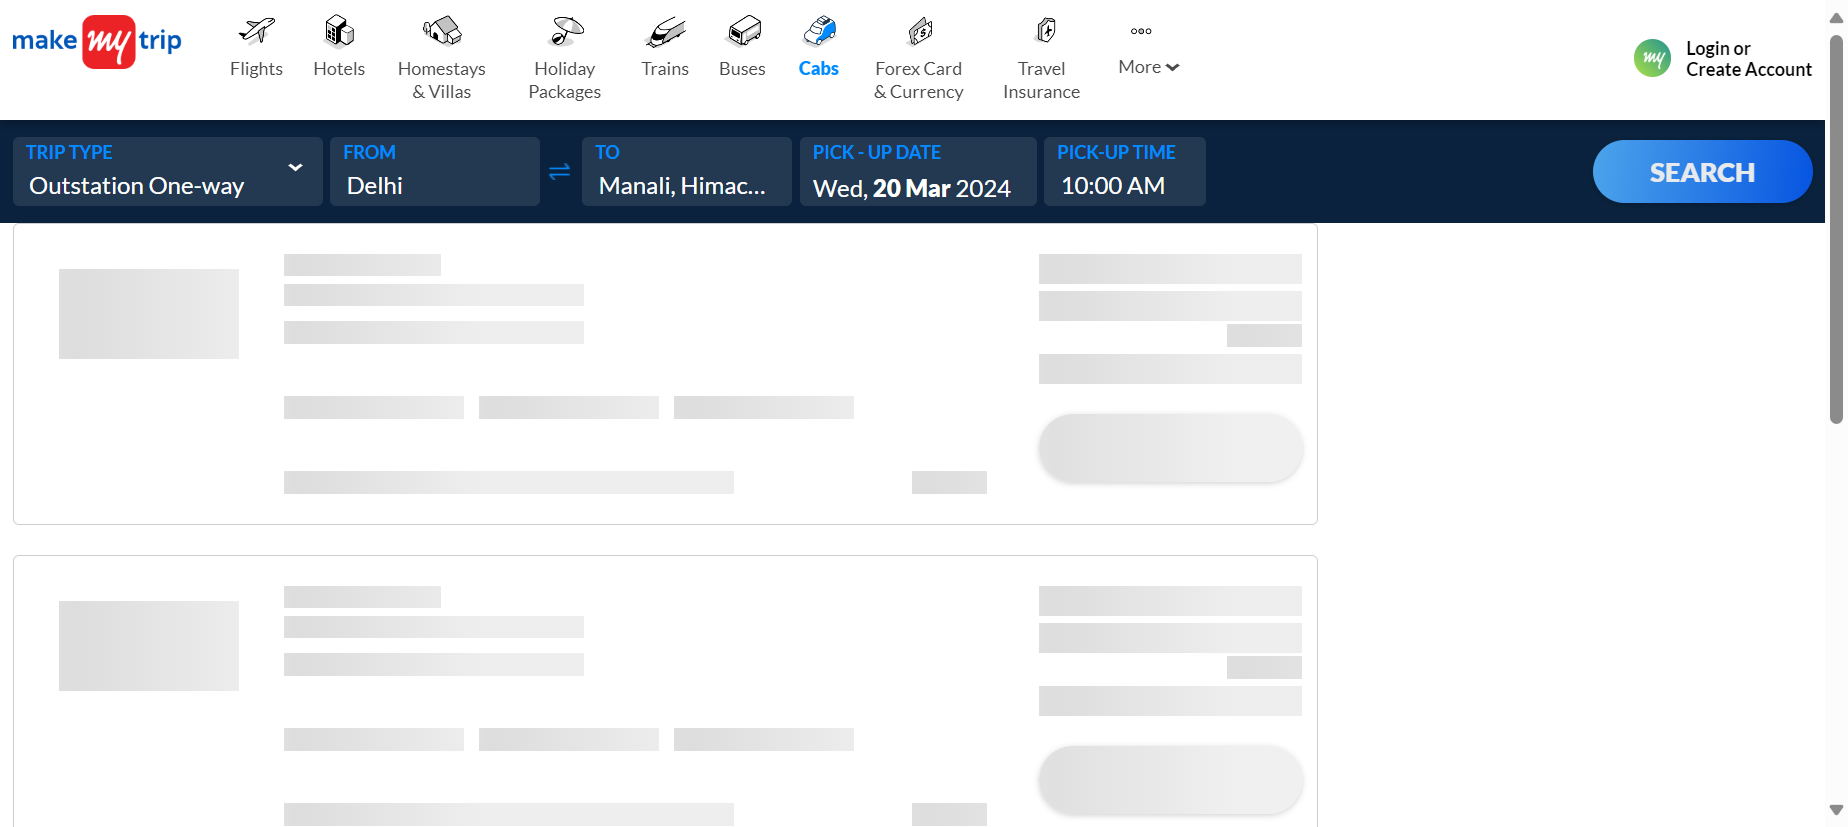 make my trip
Flights
Hotels
Homestays
& Villas
Holiday
Packages
Trains
Buses
Cabs
Forex Card
& Currency
Travel
Insurance
More
my
Login or
Create Account
TRIP TYPE
Outstation One-way
FROM
Delhi
TO
Manali, Himac...
PICK - UP DATE
Wed, 20 Mar 2024
PICK-UP TIME
10:00 AM
SEARCH